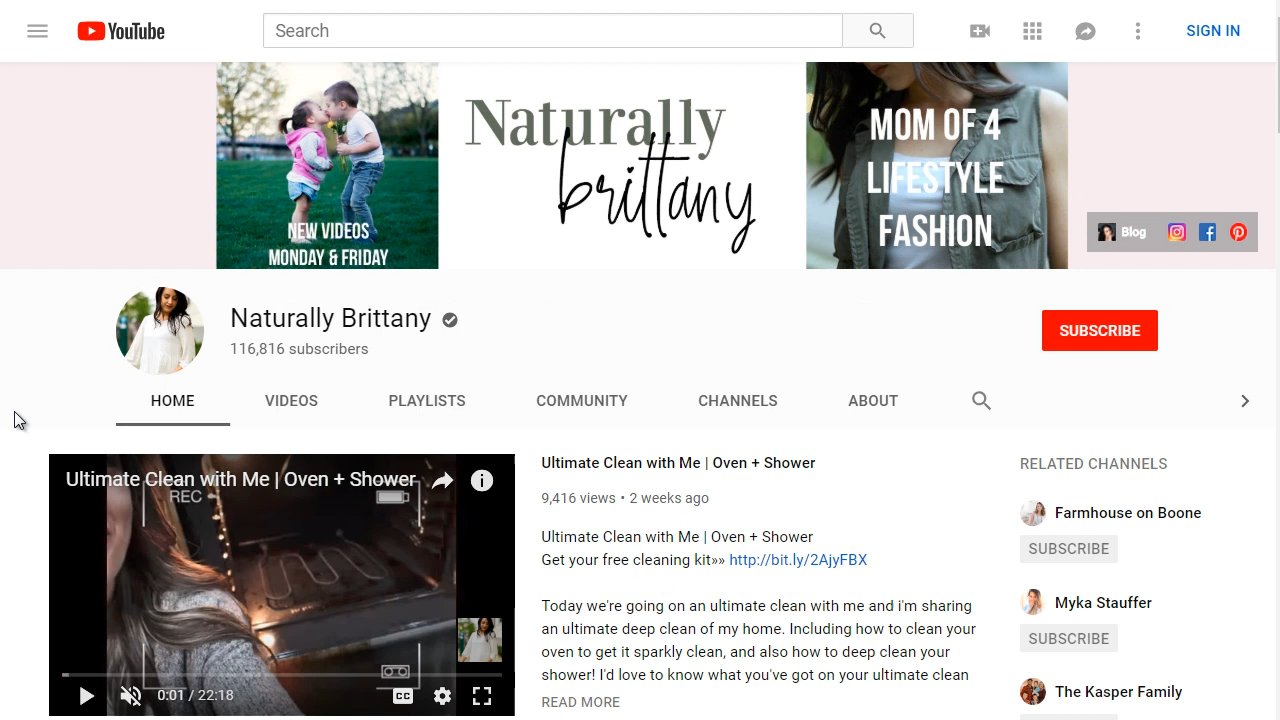 YouTube
Search
SIGN IN
NEW VIDEOS
MONDAY & FRIDAY
Naturally
brittany
MOM OF 4
LIFESTYLE
FASHION
Blog
Naturally Brittany
116,816 subscribers
SUBSCRIBE
HOME
VIDEOS
PLAYLISTS
COMMUNITY
CHANNELS
ABOUT
Ultimate Clean with Me | Oven + Shower
REC
CC
0:01 / 22:18
Ultimate Clean with Me | Oven + Shower
9,416 views • 2 weeks ago
Ultimate Clean with Me | Oven + Shower
Get your free cleaning kit»» http://bit.ly/2AjyFBX
Today we're going on an ultimate clean with me and i'm sharing
an ultimate deep clean of my home. Including how to clean your
oven to get it sparkly clean, and also how to deep clean your
shower! I'd love to know what you've got on your ultimate clean
READ MORE
RELATED CHANNELS
Farmhouse on Boone
SUBSCRIBE
Myka Stauffer
SUBSCRIBE
The Kasper Family